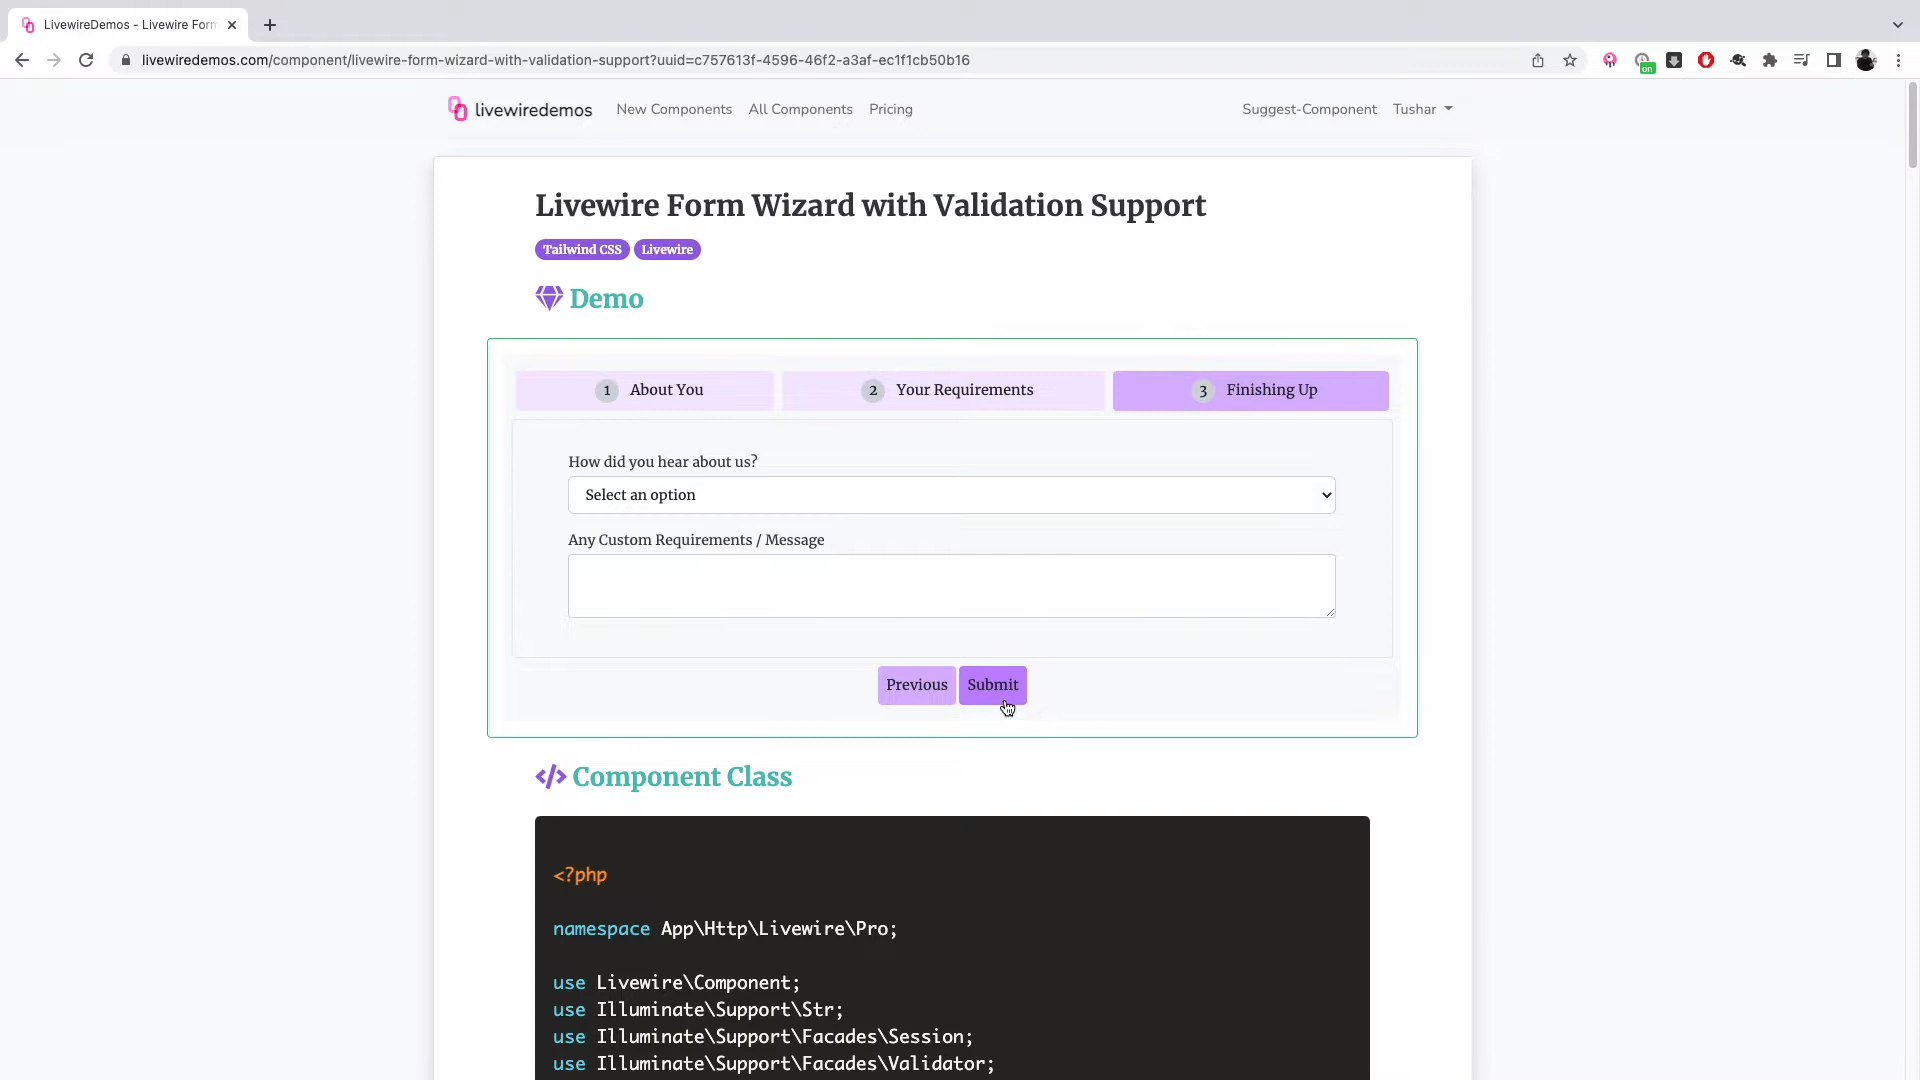 LivewireDemos - Livewire Form
livewiredemos.com/component/livewire-form-wizard-with-validation-support?uuid=c757613f-4596-46f2-a3af-ec1f1cb50b16
on
livewiredemos New Components All Components Pricing Suggest-Component Tushar
Livewire Form Wizard with Validation Support
Tailwind CSS Livewire
Demo
1 About You 2 Your Requirements 3 Finishing Up
How did you hear about us?
Select an option
Any Custom Requirements / Message
Previous Submit
</> Component Class
<?php
namespace App\Http\Livewire\Pro;
use Livewire\Component;
use Illuminate\Support\Str;
use Illuminate\Support\Facades\Session;
use Illuminate\Support\Facades\Validator;